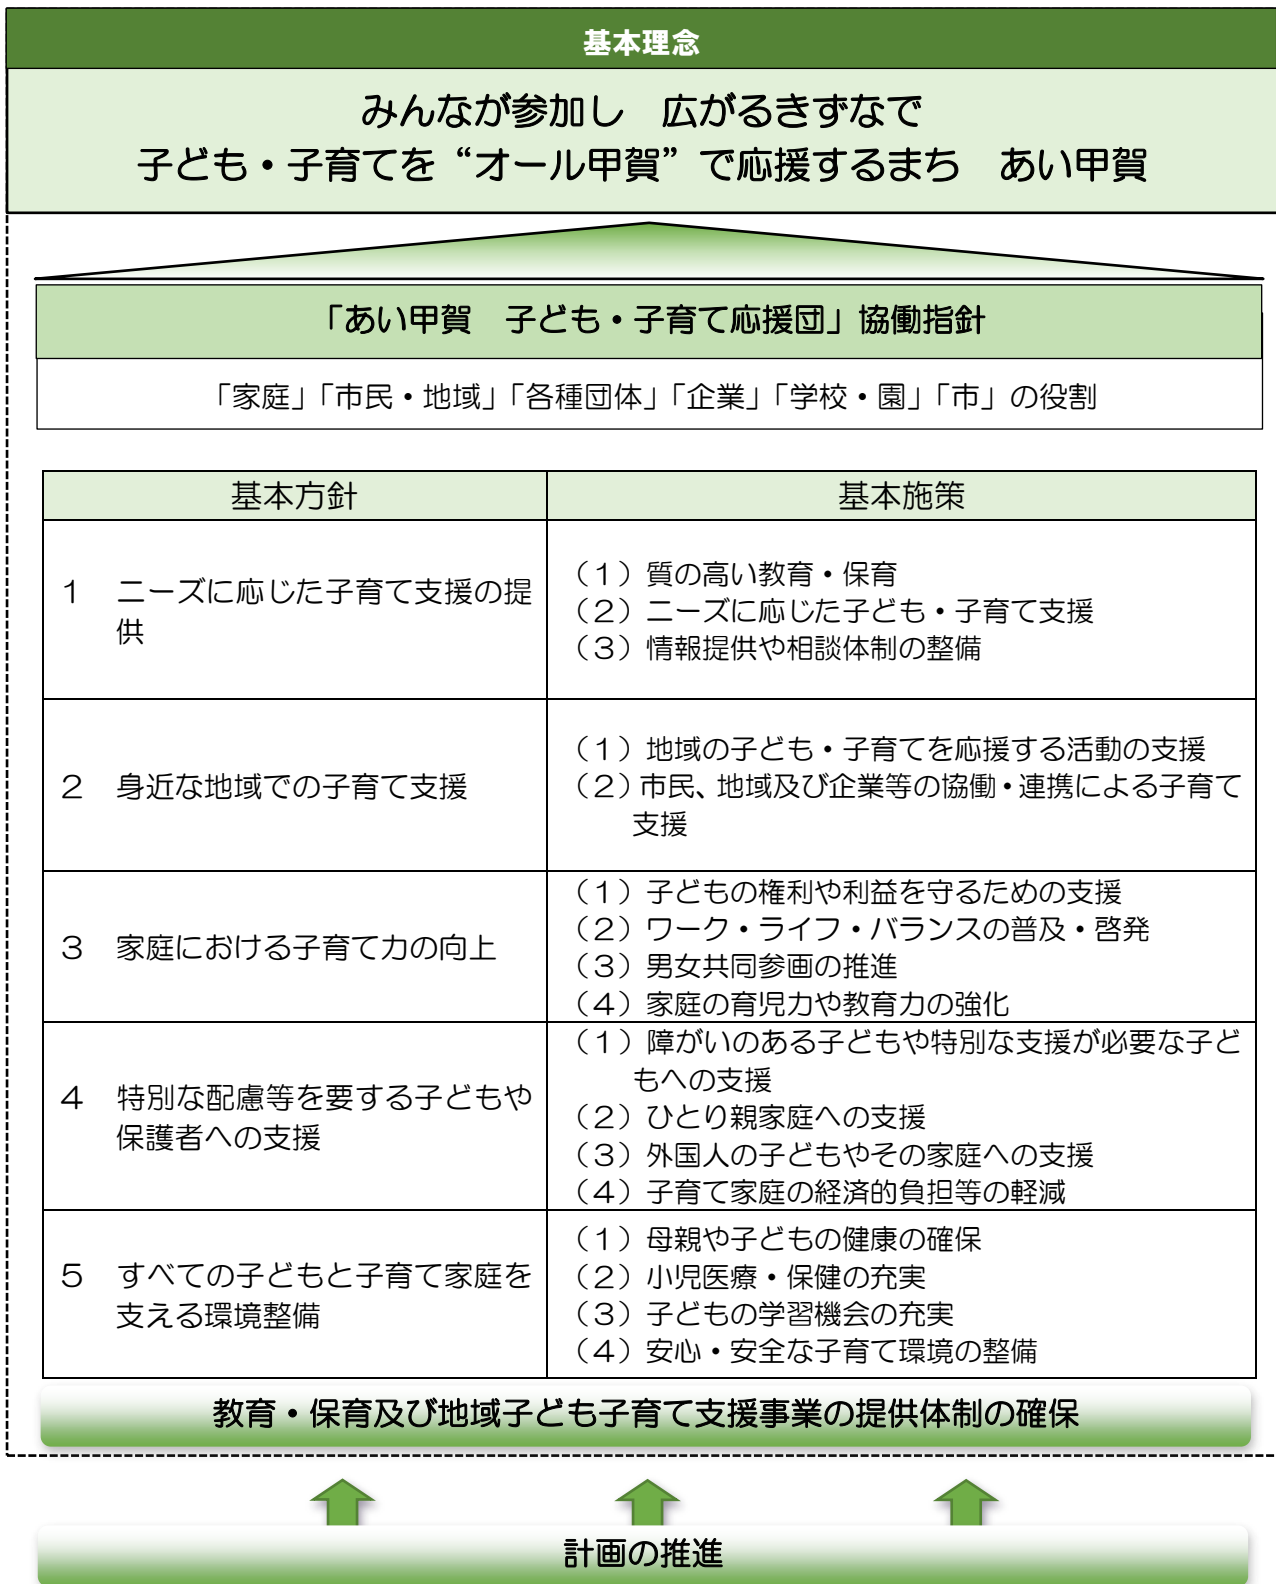 基本理念
みんなが参加し　広がるきずなで
子ども・子育てを“オール甲賀”で応援するまち　あい甲賀
「あい甲賀　子ども・子育て応援団」協働指針
「家庭」「市民・地域」「各種団体」「企業」「学校・園」「市」の役割
基本方針
基本施策
１　ニーズに応じた子育て支援の提
供
（１）質の高い教育・保育
（２）ニーズに応じた子ども・子育て支援
（３）情報提供や相談体制の整備
２　身近な地域での子育て支援
（１）地域の子ども・子育てを応援する活動の支援
（２）市民、地域及び企業等の協働・連携による子育て
支援
３　家庭における子育て力の向上
（１）子どもの権利や利益を守るための支援
（２）ワーク・ライフ・バランスの普及・啓発
（３）男女共同参画の推進
（４）家庭の育児力や教育力の強化
４　特別な配慮等を要する子どもや
保護者への支援
（１）障がいのある子どもや特別な支援が必要な子ど
もへの支援
（２）ひとり親家庭への支援
（３）外国人の子どもやその家庭への支援
（４）子育て家庭の経済的負担等の軽減
５　すべての子どもと子育て家庭を
支える環境整備
（１）母親や子どもの健康の確保
（２）小児医療・保健の充実
（３）子どもの学習機会の充実
（４）安心・安全な子育て環境の整備
教育・保育及び地域子ども子育て支援事業の提供体制の確保
計画の推進